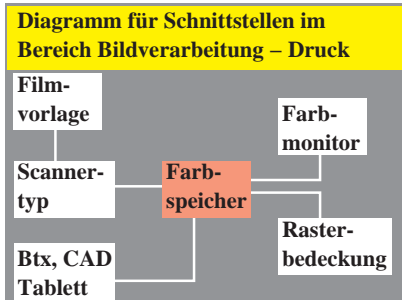 Diagramm für Schnittstellen im
Bereich Bildverarbeitung – Druck
Film-
vorlage
Farb-
monitor
Scanner-
typ
Farb-
speicher
Raster-
bedeckung
Btx, CAD
Tablett